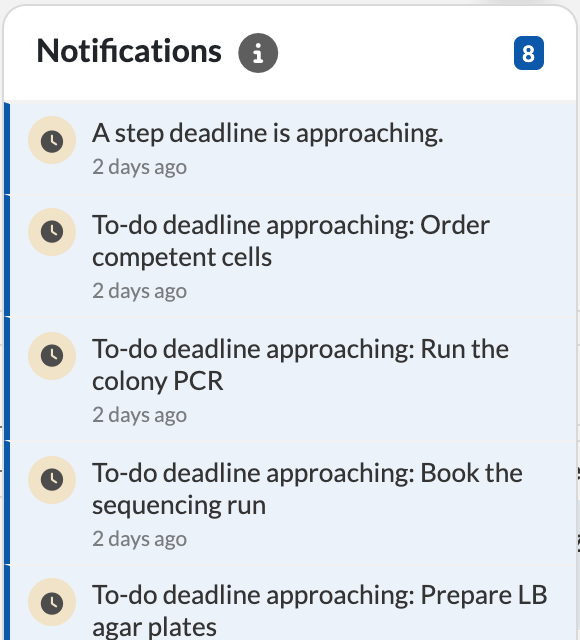 Notifications
8
A step deadline is approaching.
2 days ago
To-do deadline approaching: Order
competent cells
2 days ago
To-do deadline approaching: Run the
colony PCR
2 days ago
To-do deadline approaching: Book the
sequencing run
2 days ago
To-do deadline approaching: Prepare LB
agar plates